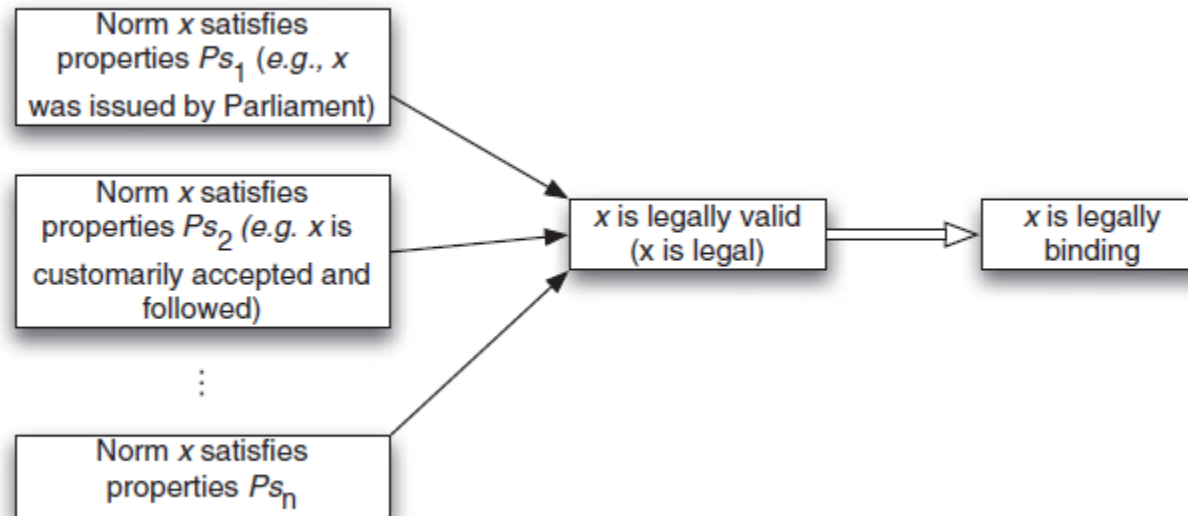 Norm x satisfies
properties Ps1 (e.g., x
was issued by Parliament)
Norm x satisfies
properties Ps2 (e.g. x is
customarily accepted and
followed)
x is legally valid
(x is legal)
x is legally
binding
⋮
Norm x satisfies
properties Psn